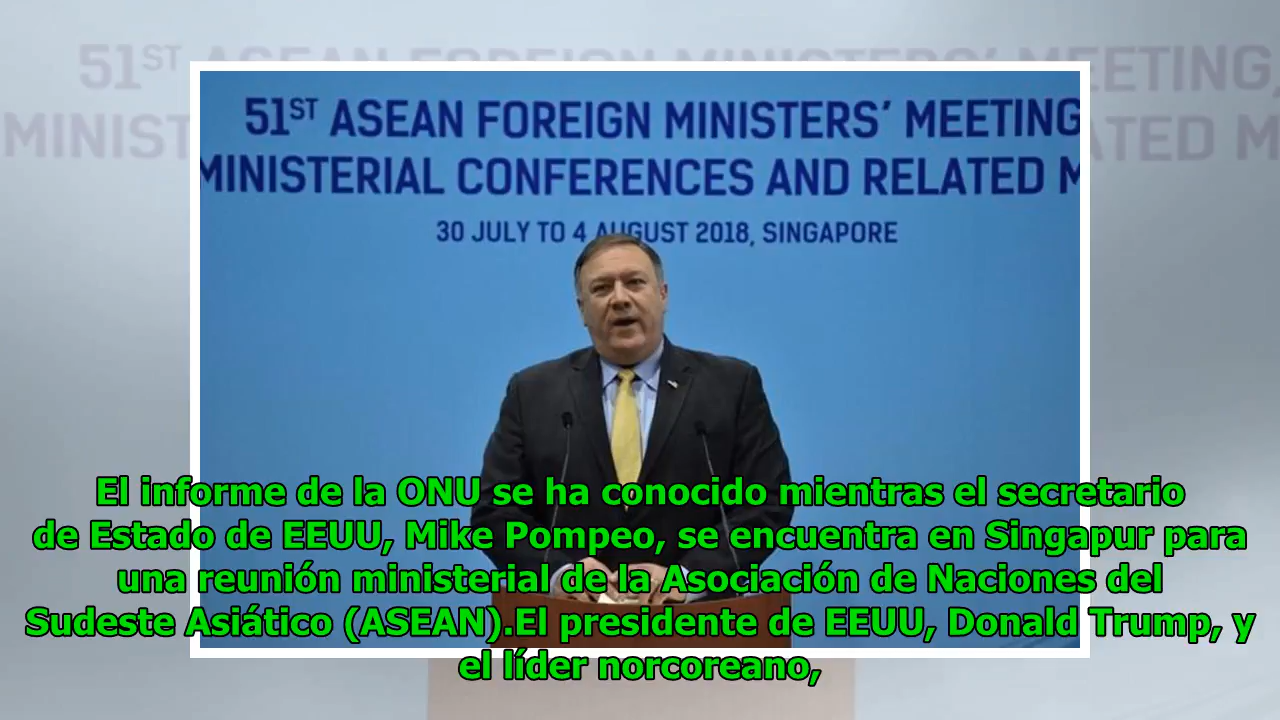 51ST ASEAN FOREIGN MINISTERS' MEETING
MINISTERIAL CONFERENCES AND RELATED M
30 JULY TO 4 AUGUST 2018, SINGAPORE
El informe de la ONU se ha conocido mientras el secretario
de Estado de EEUU, Mike Pompeo, se encuentra en Singapur para
una reunión ministerial de la Asociación de Naciones del
Sudeste Asiático (ASEAN).El presidente de EEUU, Donald Trump, y
el líder norcoreano,